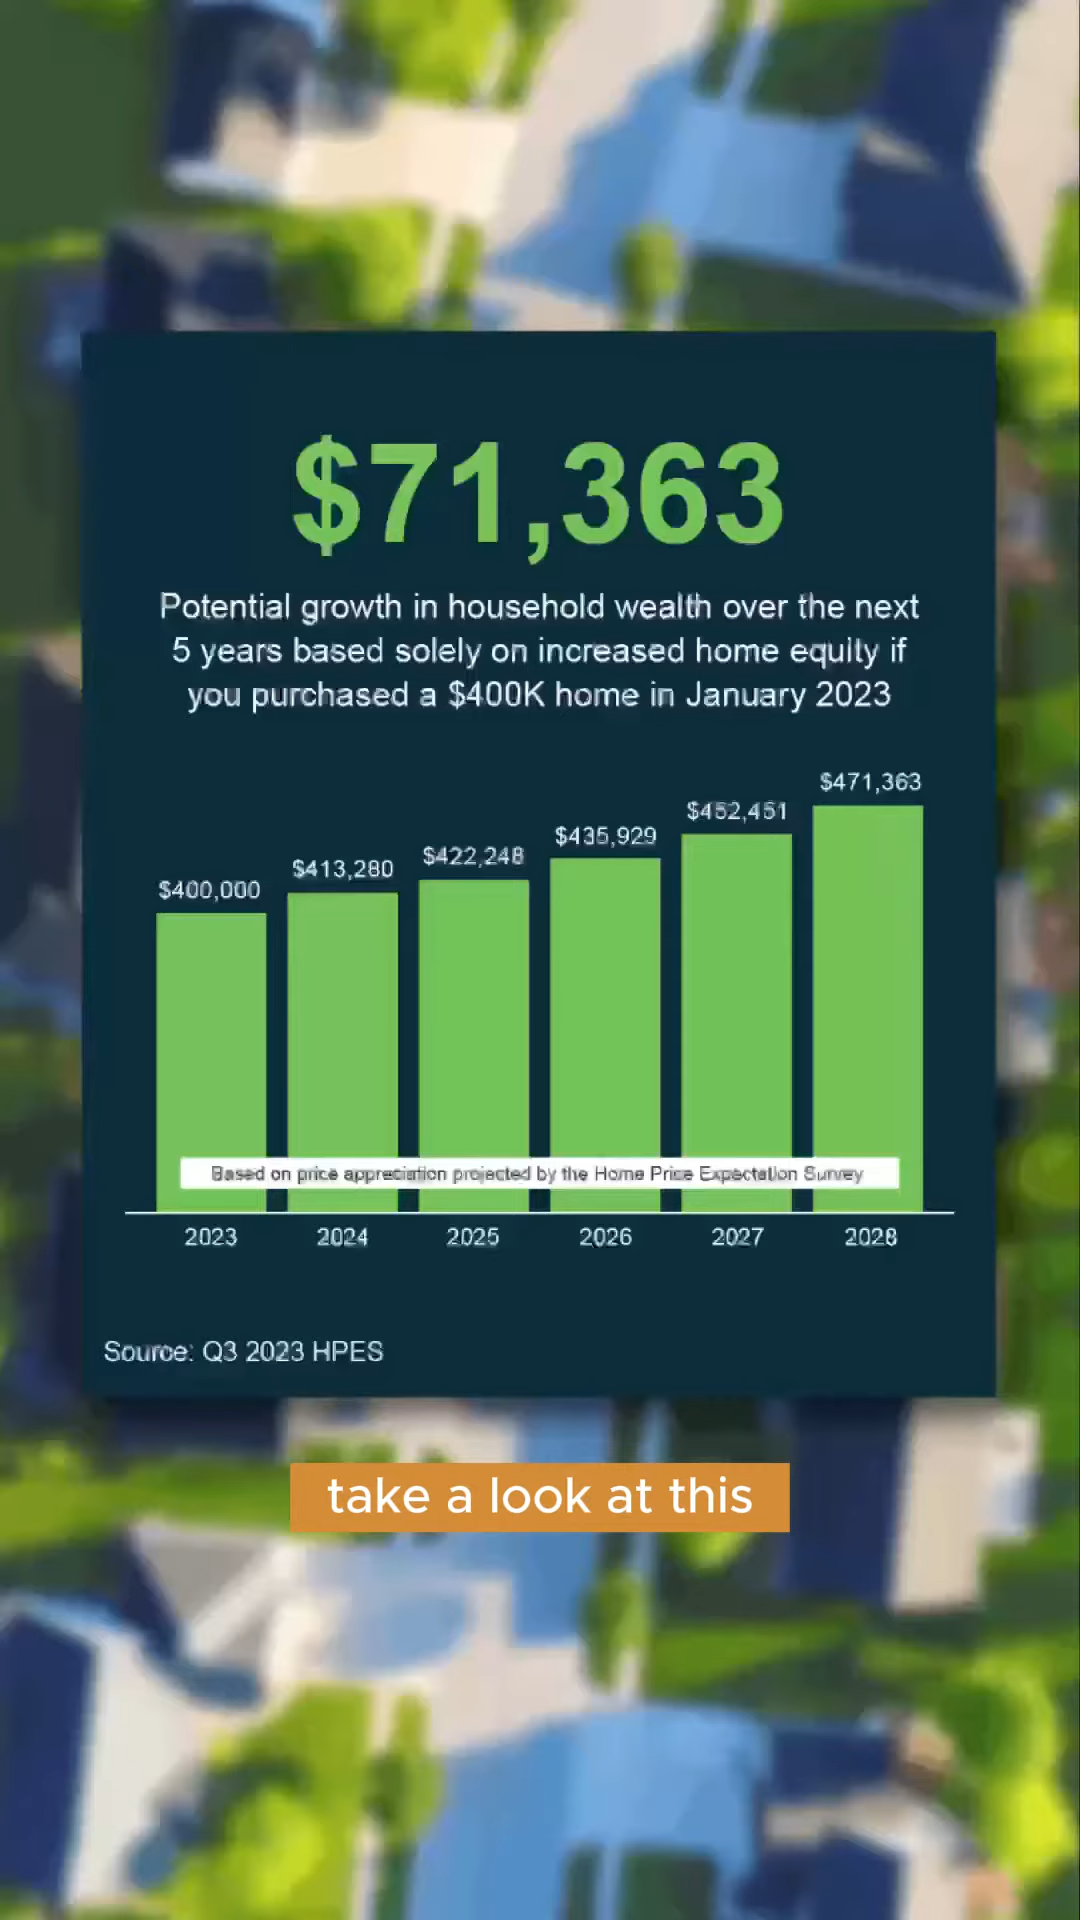 $71,363
Potential growth in household wealth over the next
5 years based solely on increased home equity if
you purchased a $400K home in January 2023
$400,000
$413,280
$422,248
$435,929
$452,451
$471,363
Based on price appreciation projected by the Home Price Expectation Survey
2023 2024 2025 2026 2027 2028
Source: Q3 2023 HPES
take a look at this